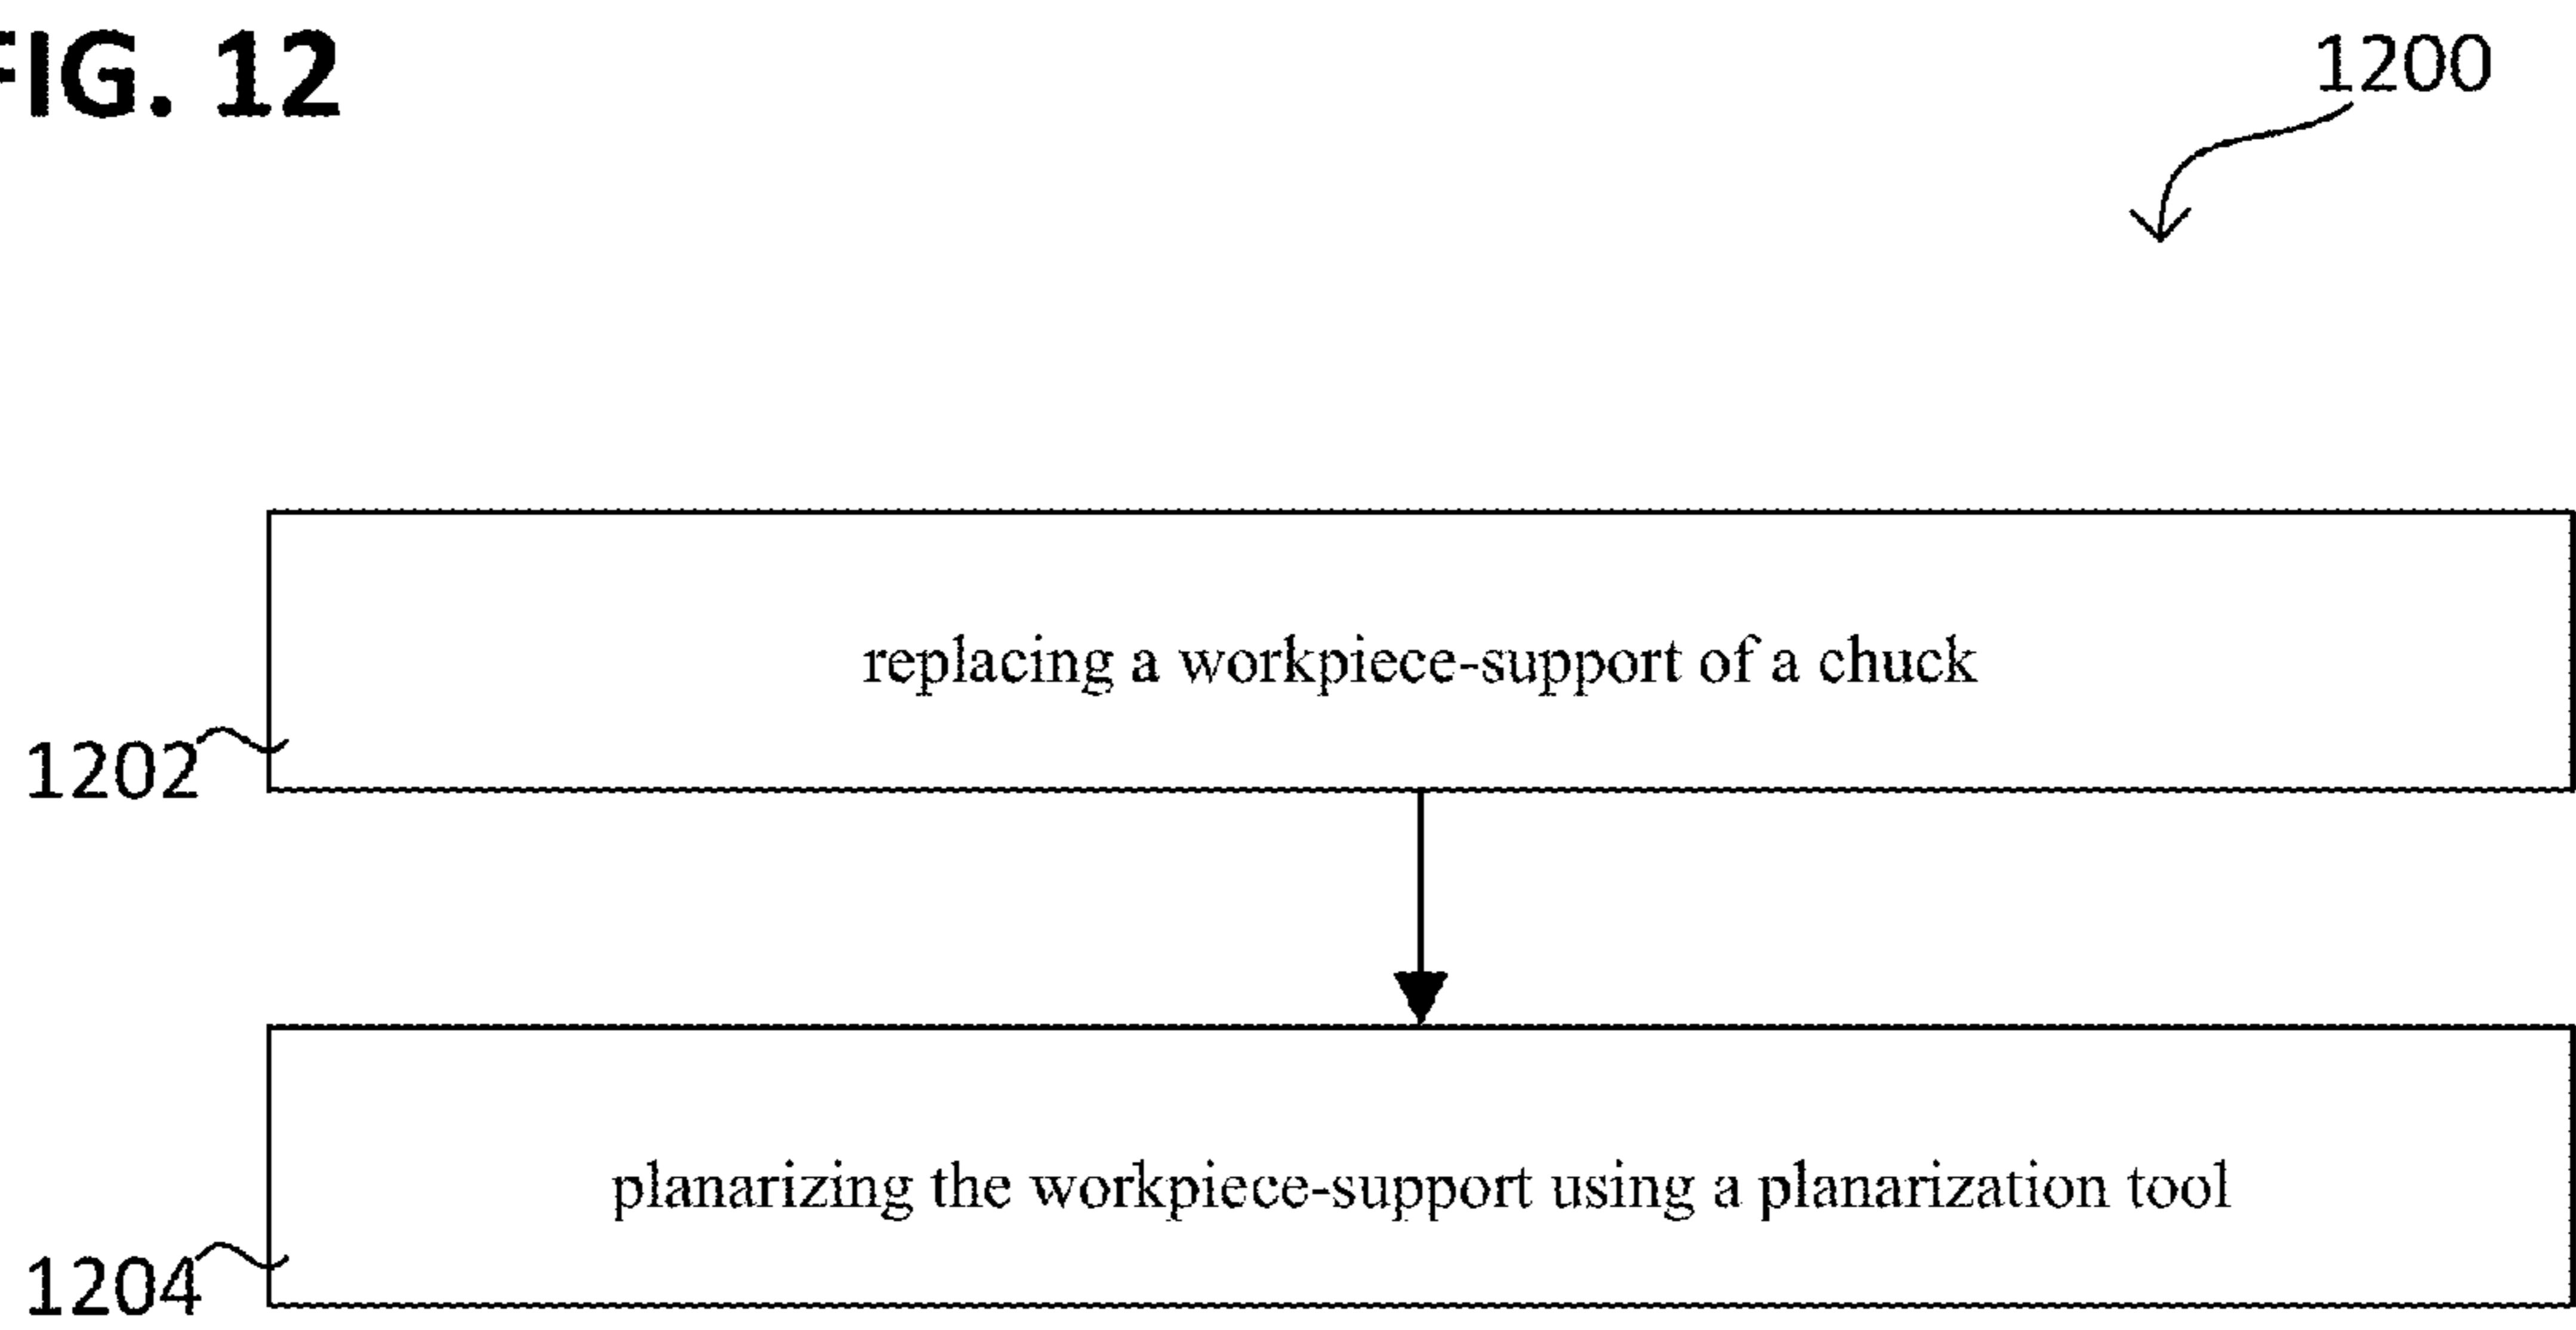 FIG. 12
1200
replacing a workpiece-support of a chuck
1202
planarizing the workpiece-support using a planarization tool
1204